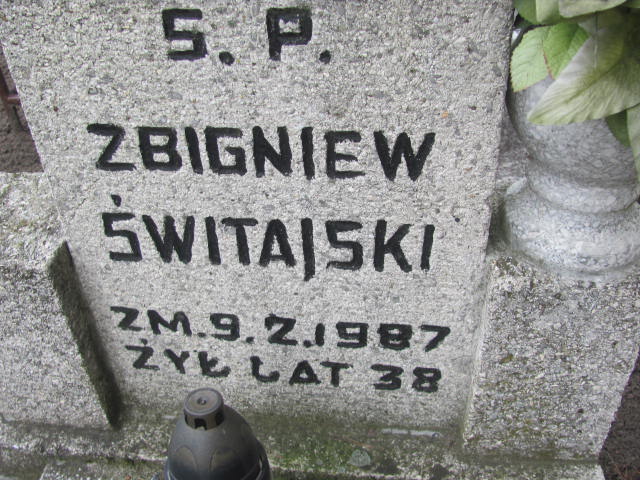 Ś. P.
ZBIGNIEW
ŚWITAJSKI
ZM. 9. 2. 1987
ŻYŁ LAT 38